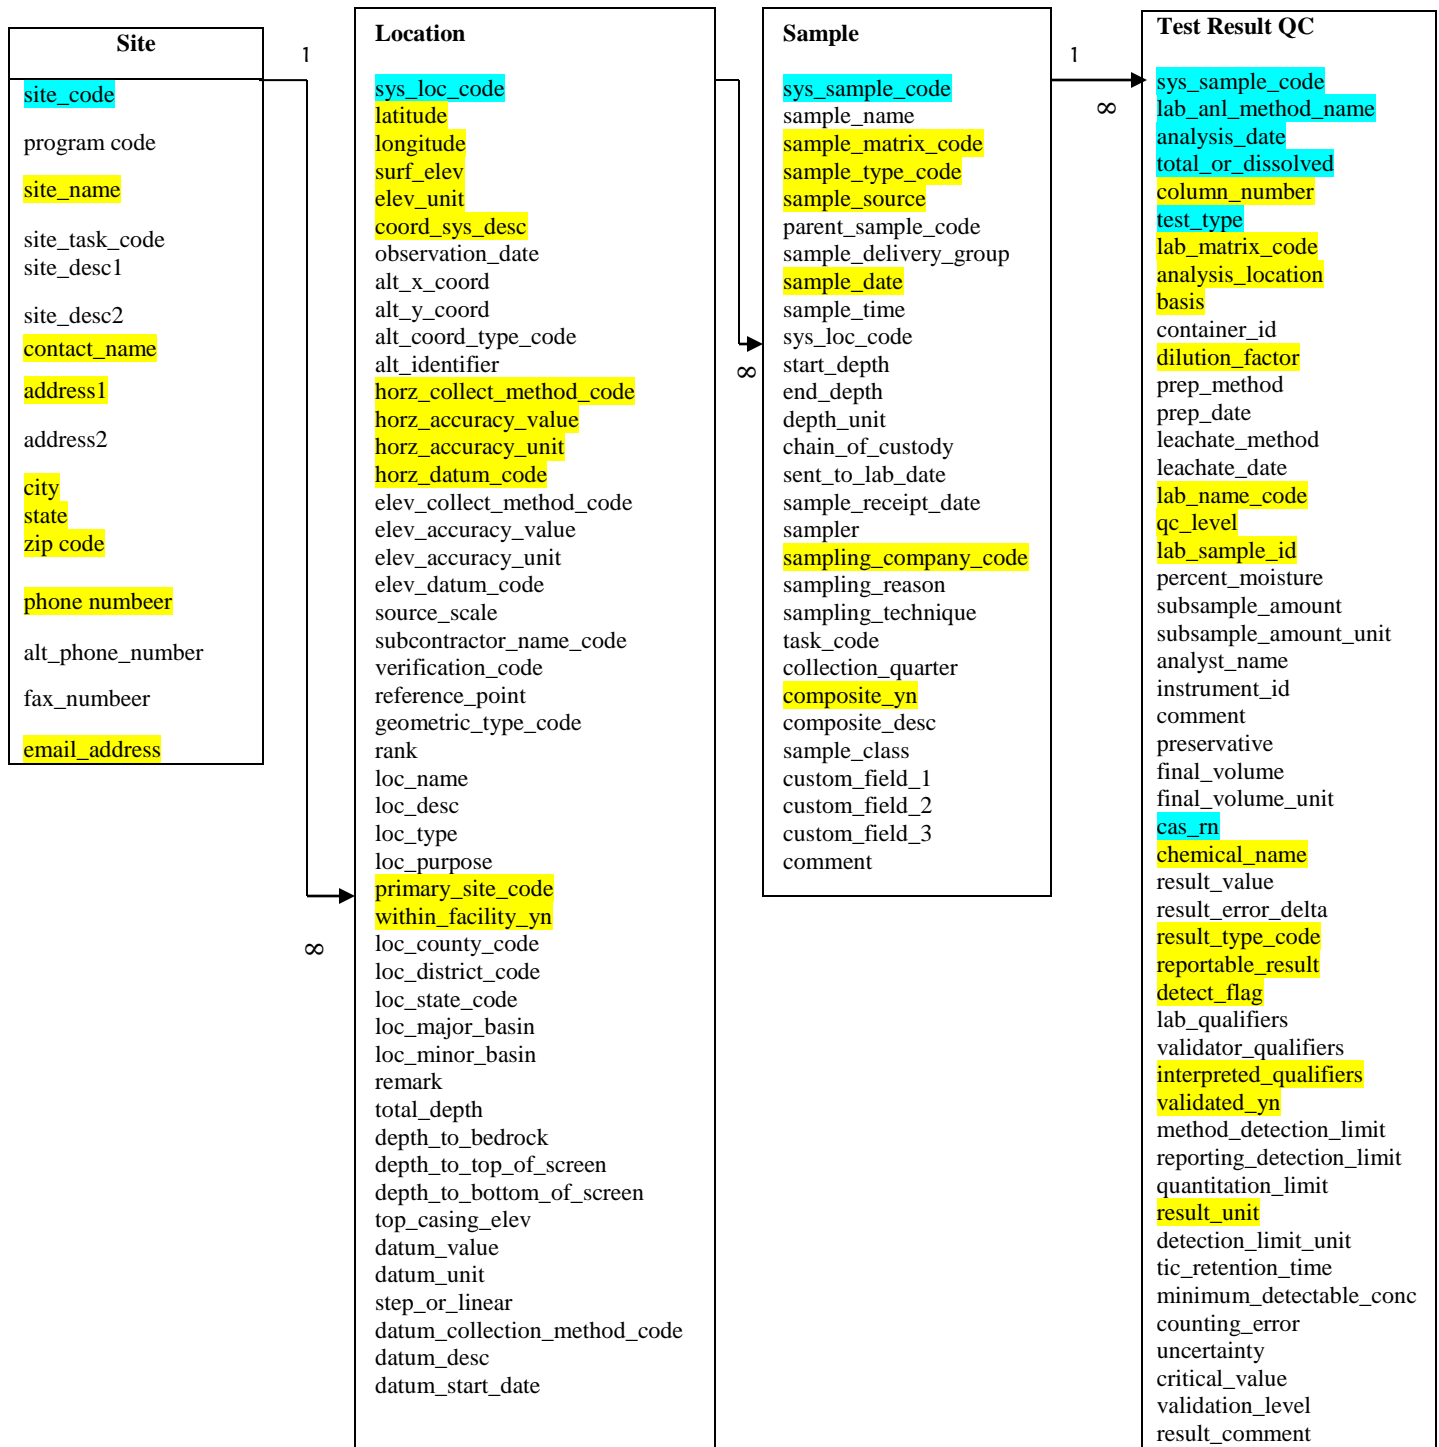 Site
site_code
program code
site_name
site_task_code
site_desc1
site_desc2
contact_name
address1
address2
city
state
zip code
phone numbeer
alt_phone_number
fax_numbeer
email_address
1
∞
Location
sys_loc_code
latitude
longitude
surf_elev
elev_unit
coord_sys_desc
observation_date
alt_x_coord
alt_y_coord
alt_coord_type_code
alt_identifier
horz_collect_method_code
horz_accuracy_value
horz_accuracy_unit
horz_datum_code
elev_collect_method_code
elev_accuracy_value
elev_accuracy_unit
elev_datum_code
source_scale
subcontractor_name_code
verification_code
reference_point
geometric_type_code
rank
loc_name
loc_desc
loc_type
loc_purpose
primary_site_code
within_facility_yn
loc_county_code
loc_district_code
loc_state_code
loc_major_basin
loc_minor_basin
remark
total_depth
depth_to_bedrock
depth_to_top_of_screen
depth_to_bottom_of_screen
top_casing_elev
datum_value
datum_unit
step_or_linear
datum_collection_method_code
datum_desc
datum_start_date
∞
Sample
sys_sample_code
sample_name
sample_matrix_code
sample_type_code
sample_source
parent_sample_code
sample_delivery_group
sample_date
sample_time
sys_loc_code
start_depth
end_depth
depth_unit
chain_of_custody
sent_to_lab_date
sample_receipt_date
sampler
sampling_company_code
sampling_reason
sampling_technique
task_code
collection_quarter
composite_yn
composite_desc
sample_class
custom_field_1
custom_field_2
custom_field_3
comment
1
∞
Test Result QC
sys_sample_code
lab_anl_method_name
analysis_date
total_or_dissolved
column_number
test_type
lab_matrix_code
analysis_location
basis
container_id
dilution_factor
prep_method
prep_date
leachate_method
leachate_date
lab_name_code
qc_level
lab_sample_id
percent_moisture
subsample_amount
subsample_amount_unit
analyst_name
instrument_id
comment
preservative
final_volume
final_volume_unit
cas_rn
chemical_name
result_value
result_error_delta
result_type_code
reportable_result
detect_flag
lab_qualifiers
validator_qualifiers
interpreted_qualifiers
validated_yn
method_detection_limit
reporting_detection_limit
quantitation_limit
result_unit
detection_limit_unit
tic_retention_time
minimum_detectable_conc
counting_error
uncertainty
critical_value
validation_level
result_comment